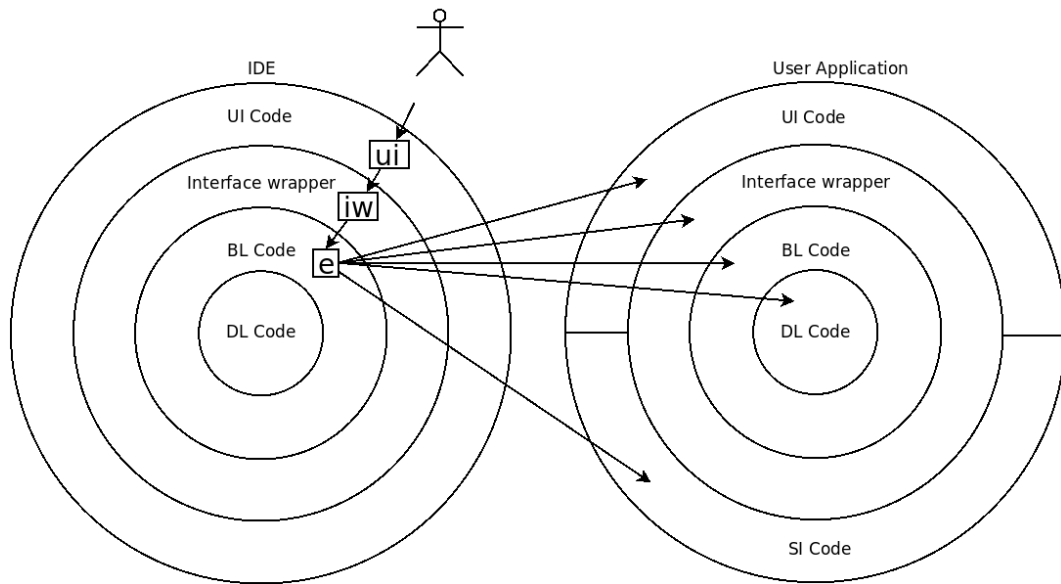 IDE
UI Code
ui
Interface wrapper
iw
BL Code
e
DL Code
User Application
UI Code
Interface wrapper
BL Code
DL Code
SI Code